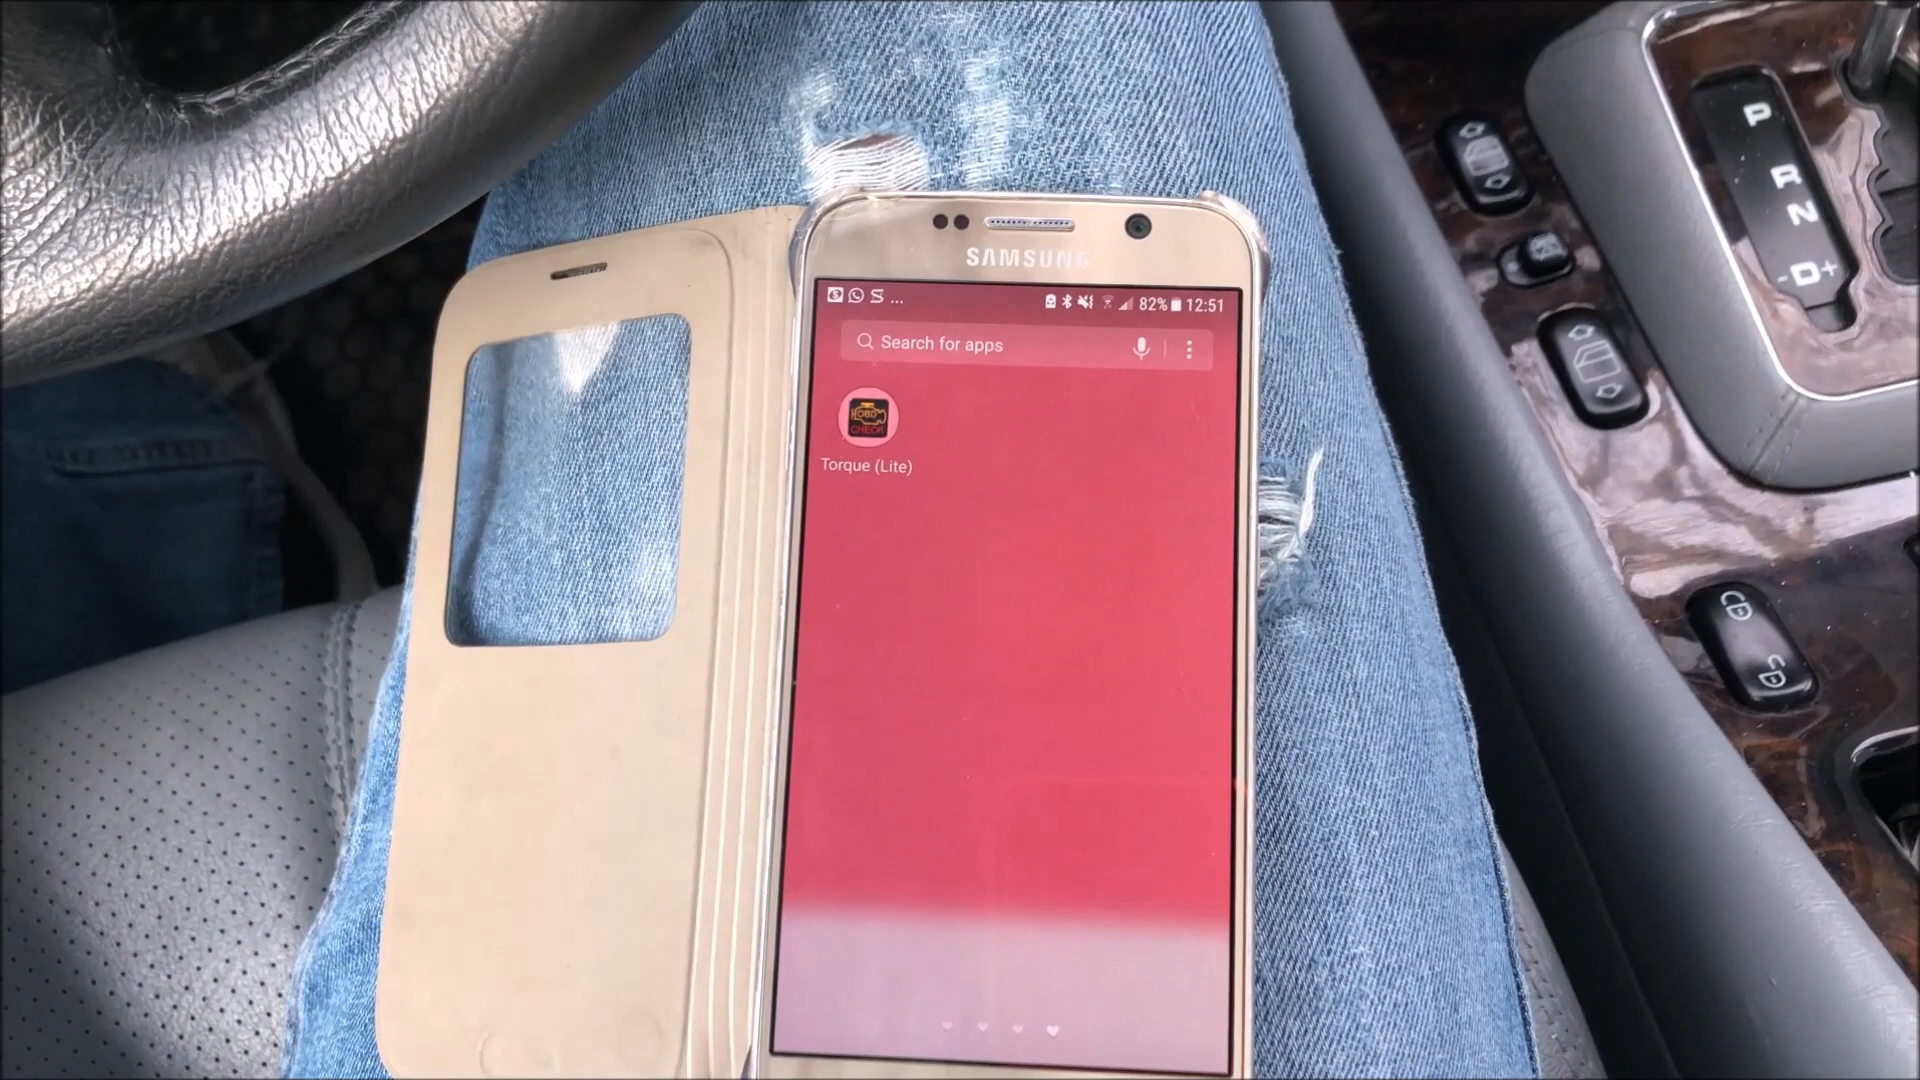 SAMSUNG
82% 12:51
Search for apps
OBD
CHECK
Torque (Lite)
P
R
N
-D+